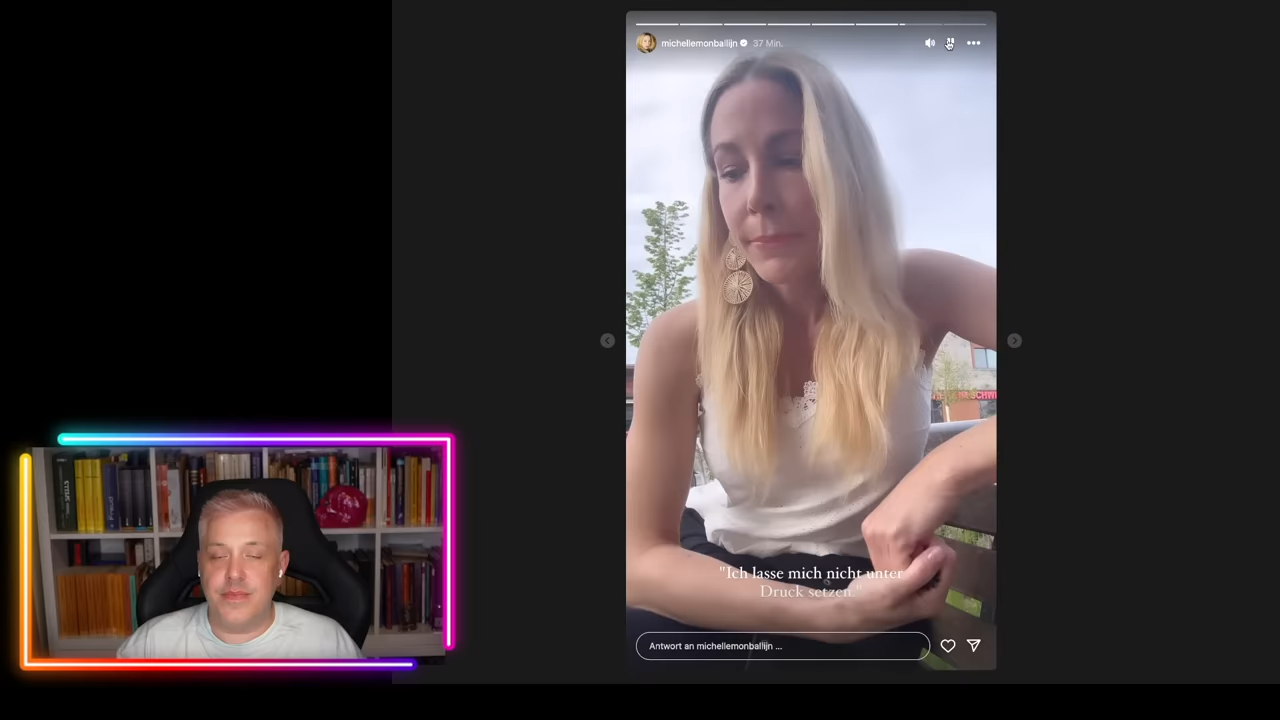 michellemonballijn 37 Min.
"Ich lasse mich nicht unter
Druck setzen."
Antwort an michellemonballijn ...